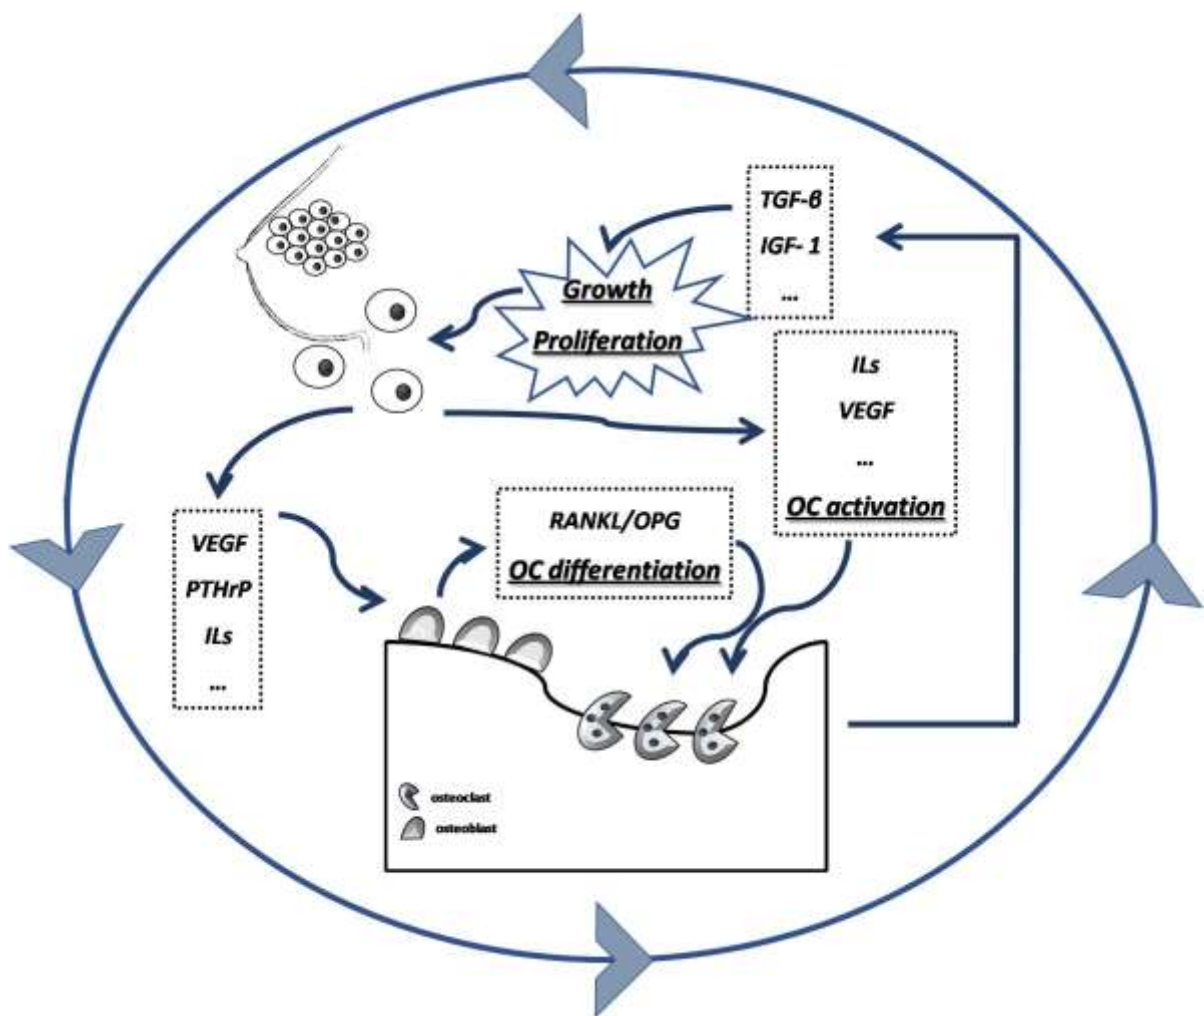 TGF-β
IGF- 1
...
Growth
Proliferation
ILs
VEGF
...
OC activation
RANKL/OPG
OC differentiation
VEGF
PTHrP
ILs
...
osteoclast
osteoblast